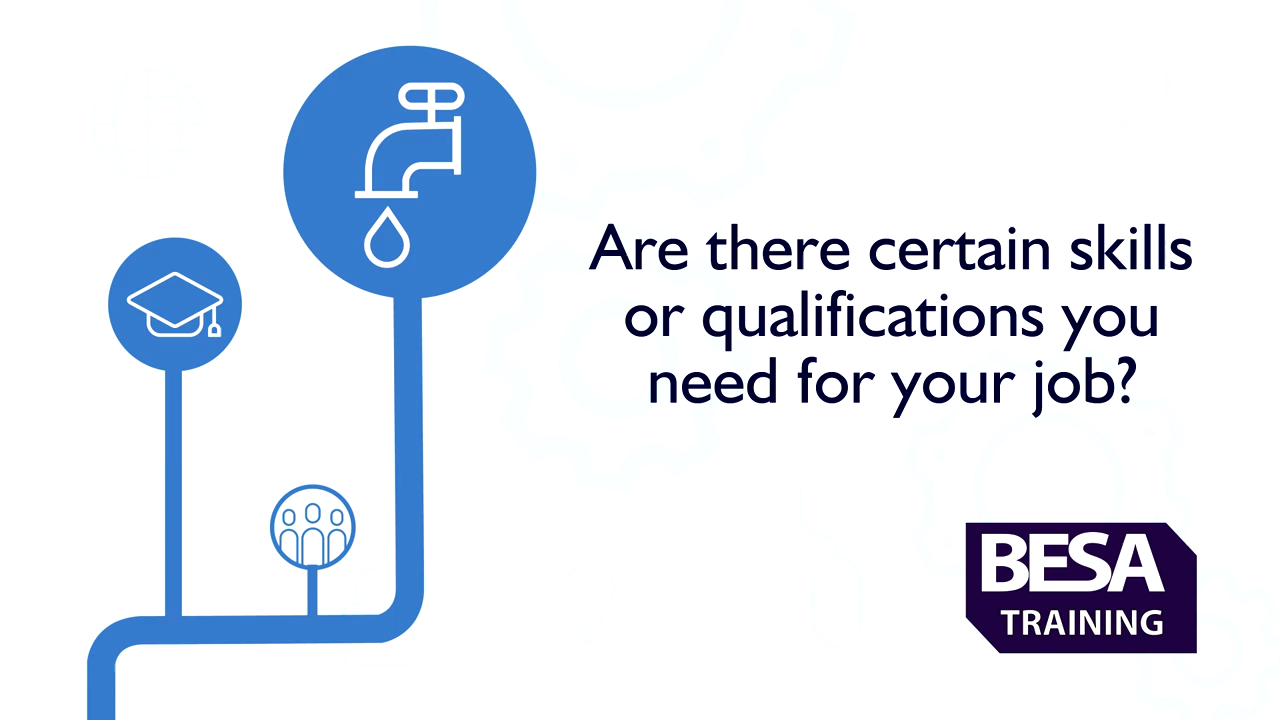 Are there certain skills
or qualifications you
need for your job?
BESA
TRAINING